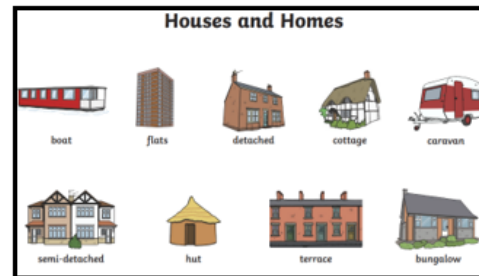 Houses and Homes
boat flats detached cottage caravan
semi-detached hut terrace bungalow